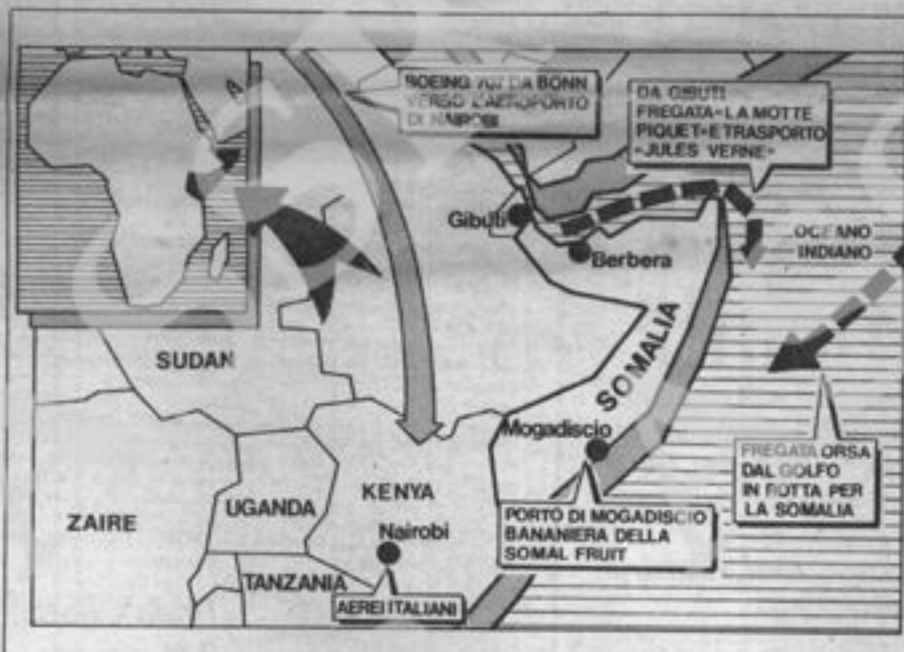 BOEING 707 DA BONN
VERSO L'AEROPORTO
DI NAIROBI
DA GIBUTI
FREGATA «LA MOTTE
PIQUET» E TRASPORTO
«JULES VERNE»
Gibuti
Berbera
OCEANO
INDIANO
SUDAN
SOMALIA
Mogadiscio
FREGATA ORSA
DAL GOLFO
IN ROTTA PER
LA SOMALIA
ZAIRE
UGANDA
KENYA
Nairobi
PORTO DI MOGADISCIO
BANANIERA DELLA
SOMAL FRUIT
TANZANIA
AEREI ITALIANI